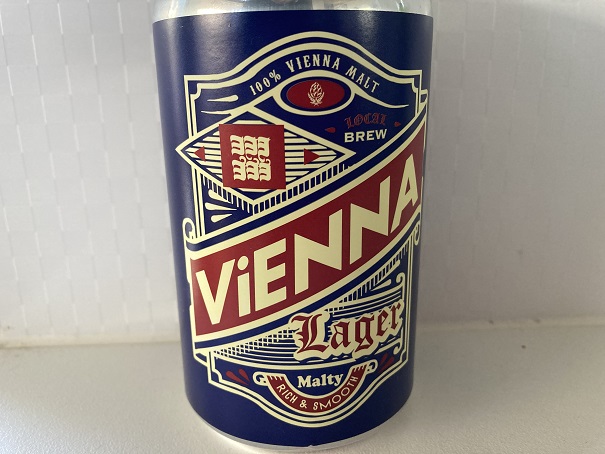 100% VIENNA MALT
LOCAL
BREW
ViENNA
Lager
Malty
RICH & SMOOTH